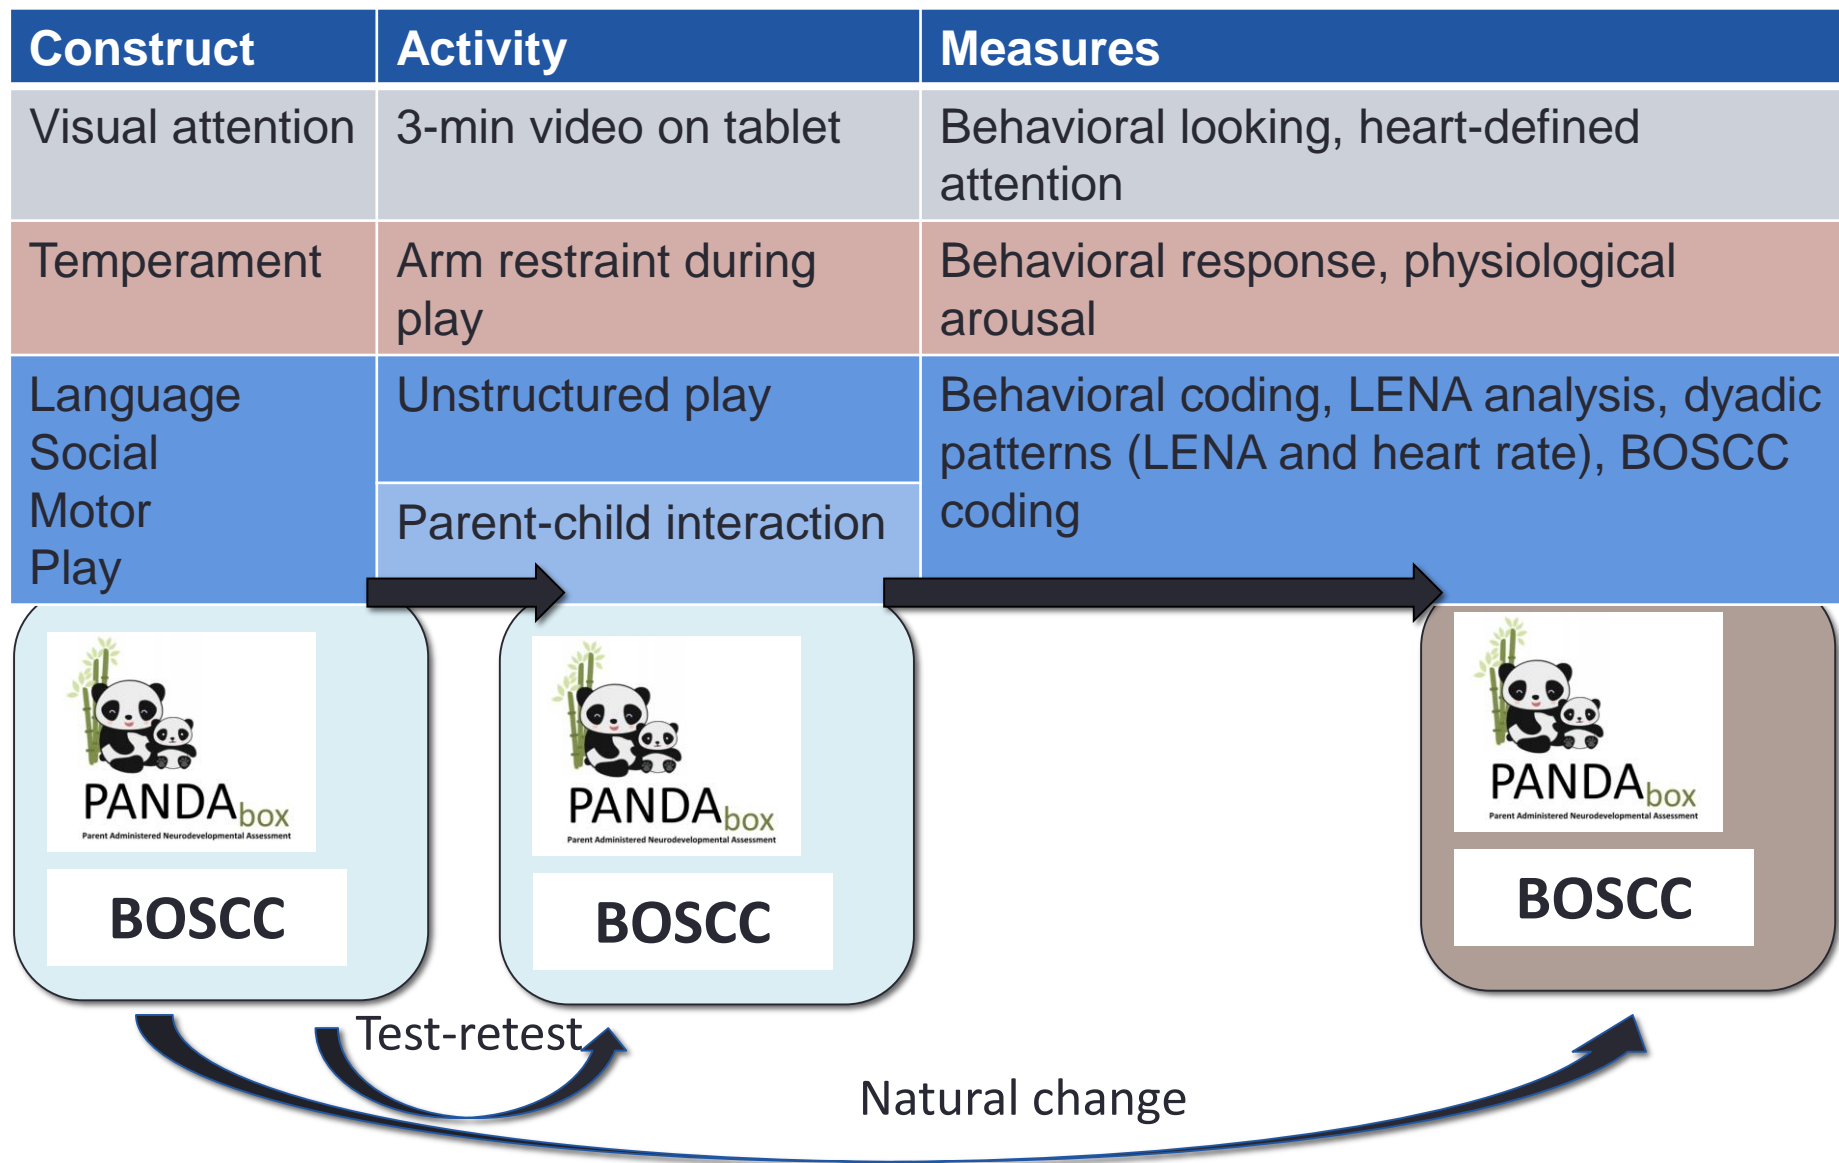 Construct
Activity
Measures
Visual attention
3-min video on tablet
Behavioral looking, heart-defined
attention
Temperament
Arm restraint during
play
Behavioral response, physiological
arousal
Language
Social
Motor
Play
Unstructured play
Parent-child interaction
Behavioral coding, LENA analysis, dyadic
patterns (LENA and heart rate), BOSCC
coding
PANDAbox
Parent Administered Neurodevelopmental Assessment
BOSCC
PANDAbox
Parent Administered Neurodevelopmental Assessment
BOSCC
PANDAbox
Parent Administered Neurodevelopmental Assessment
BOSCC
Test-retest
Natural change